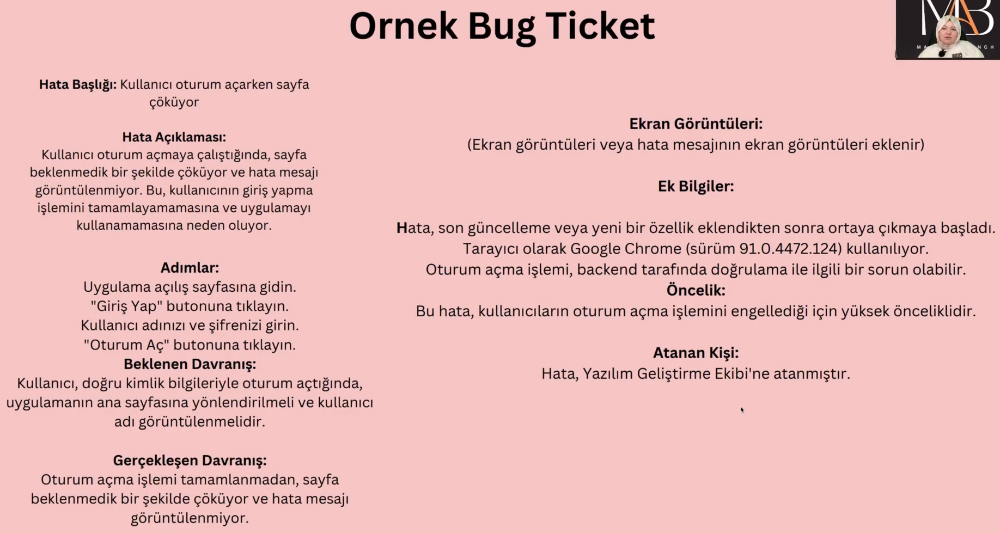 Ornek Bug Ticket
MAB
Hata Başlığı: Kullanıcı oturum açarken sayfa
çöküyor
Hata Açıklaması:
Kullanıcı oturum açmaya çalıştığında, sayfa
beklenmedik bir şekilde çöküyor ve hata mesajı
görüntülenmiyor. Bu, kullanıcının giriş yapma
işlemini tamamlayamamasına ve uygulamayı
kullanamamasına neden oluyor.
Adımlar:
Uygulama açılış sayfasına gidin.
"Giriş Yap" butonuna tıklayın.
Kullanıcı adınızı ve şifrenizi girin.
"Oturum Aç" butonuna tıklayın.
Beklenen Davranış:
Kullanıcı, doğru kimlik bilgileriyle oturum açtığında,
uygulamanın ana sayfasına yönlendirilmeli ve kullanıcı
adı görüntülenmelidir.
Gerçekleşen Davranış:
Oturum açma işlemi tamamlanmadan, sayfa
beklenmedik bir şekilde çöküyor ve hata mesajı
görüntülenmiyor.
Ekran Görüntüleri:
(Ekran görüntüleri veya hata mesajının ekran görüntüleri eklenir)
Ek Bilgiler:
Hata, son güncelleme veya yeni bir özellik eklendikten sonra ortaya çıkmaya başladı.
Tarayıcı olarak Google Chrome (sürüm 91.0.4472.124) kullanılıyor.
Oturum açma işlemi, backend tarafında doğrulama ile ilgili bir sorun olabilir.
Öncelik:
Bu hata, kullanıcıların oturum açma işlemini engellediği için yüksek önceliklidir.
Atanan Kişi:
Hata, Yazılım Geliştirme Ekibi'ne atanmıştır.